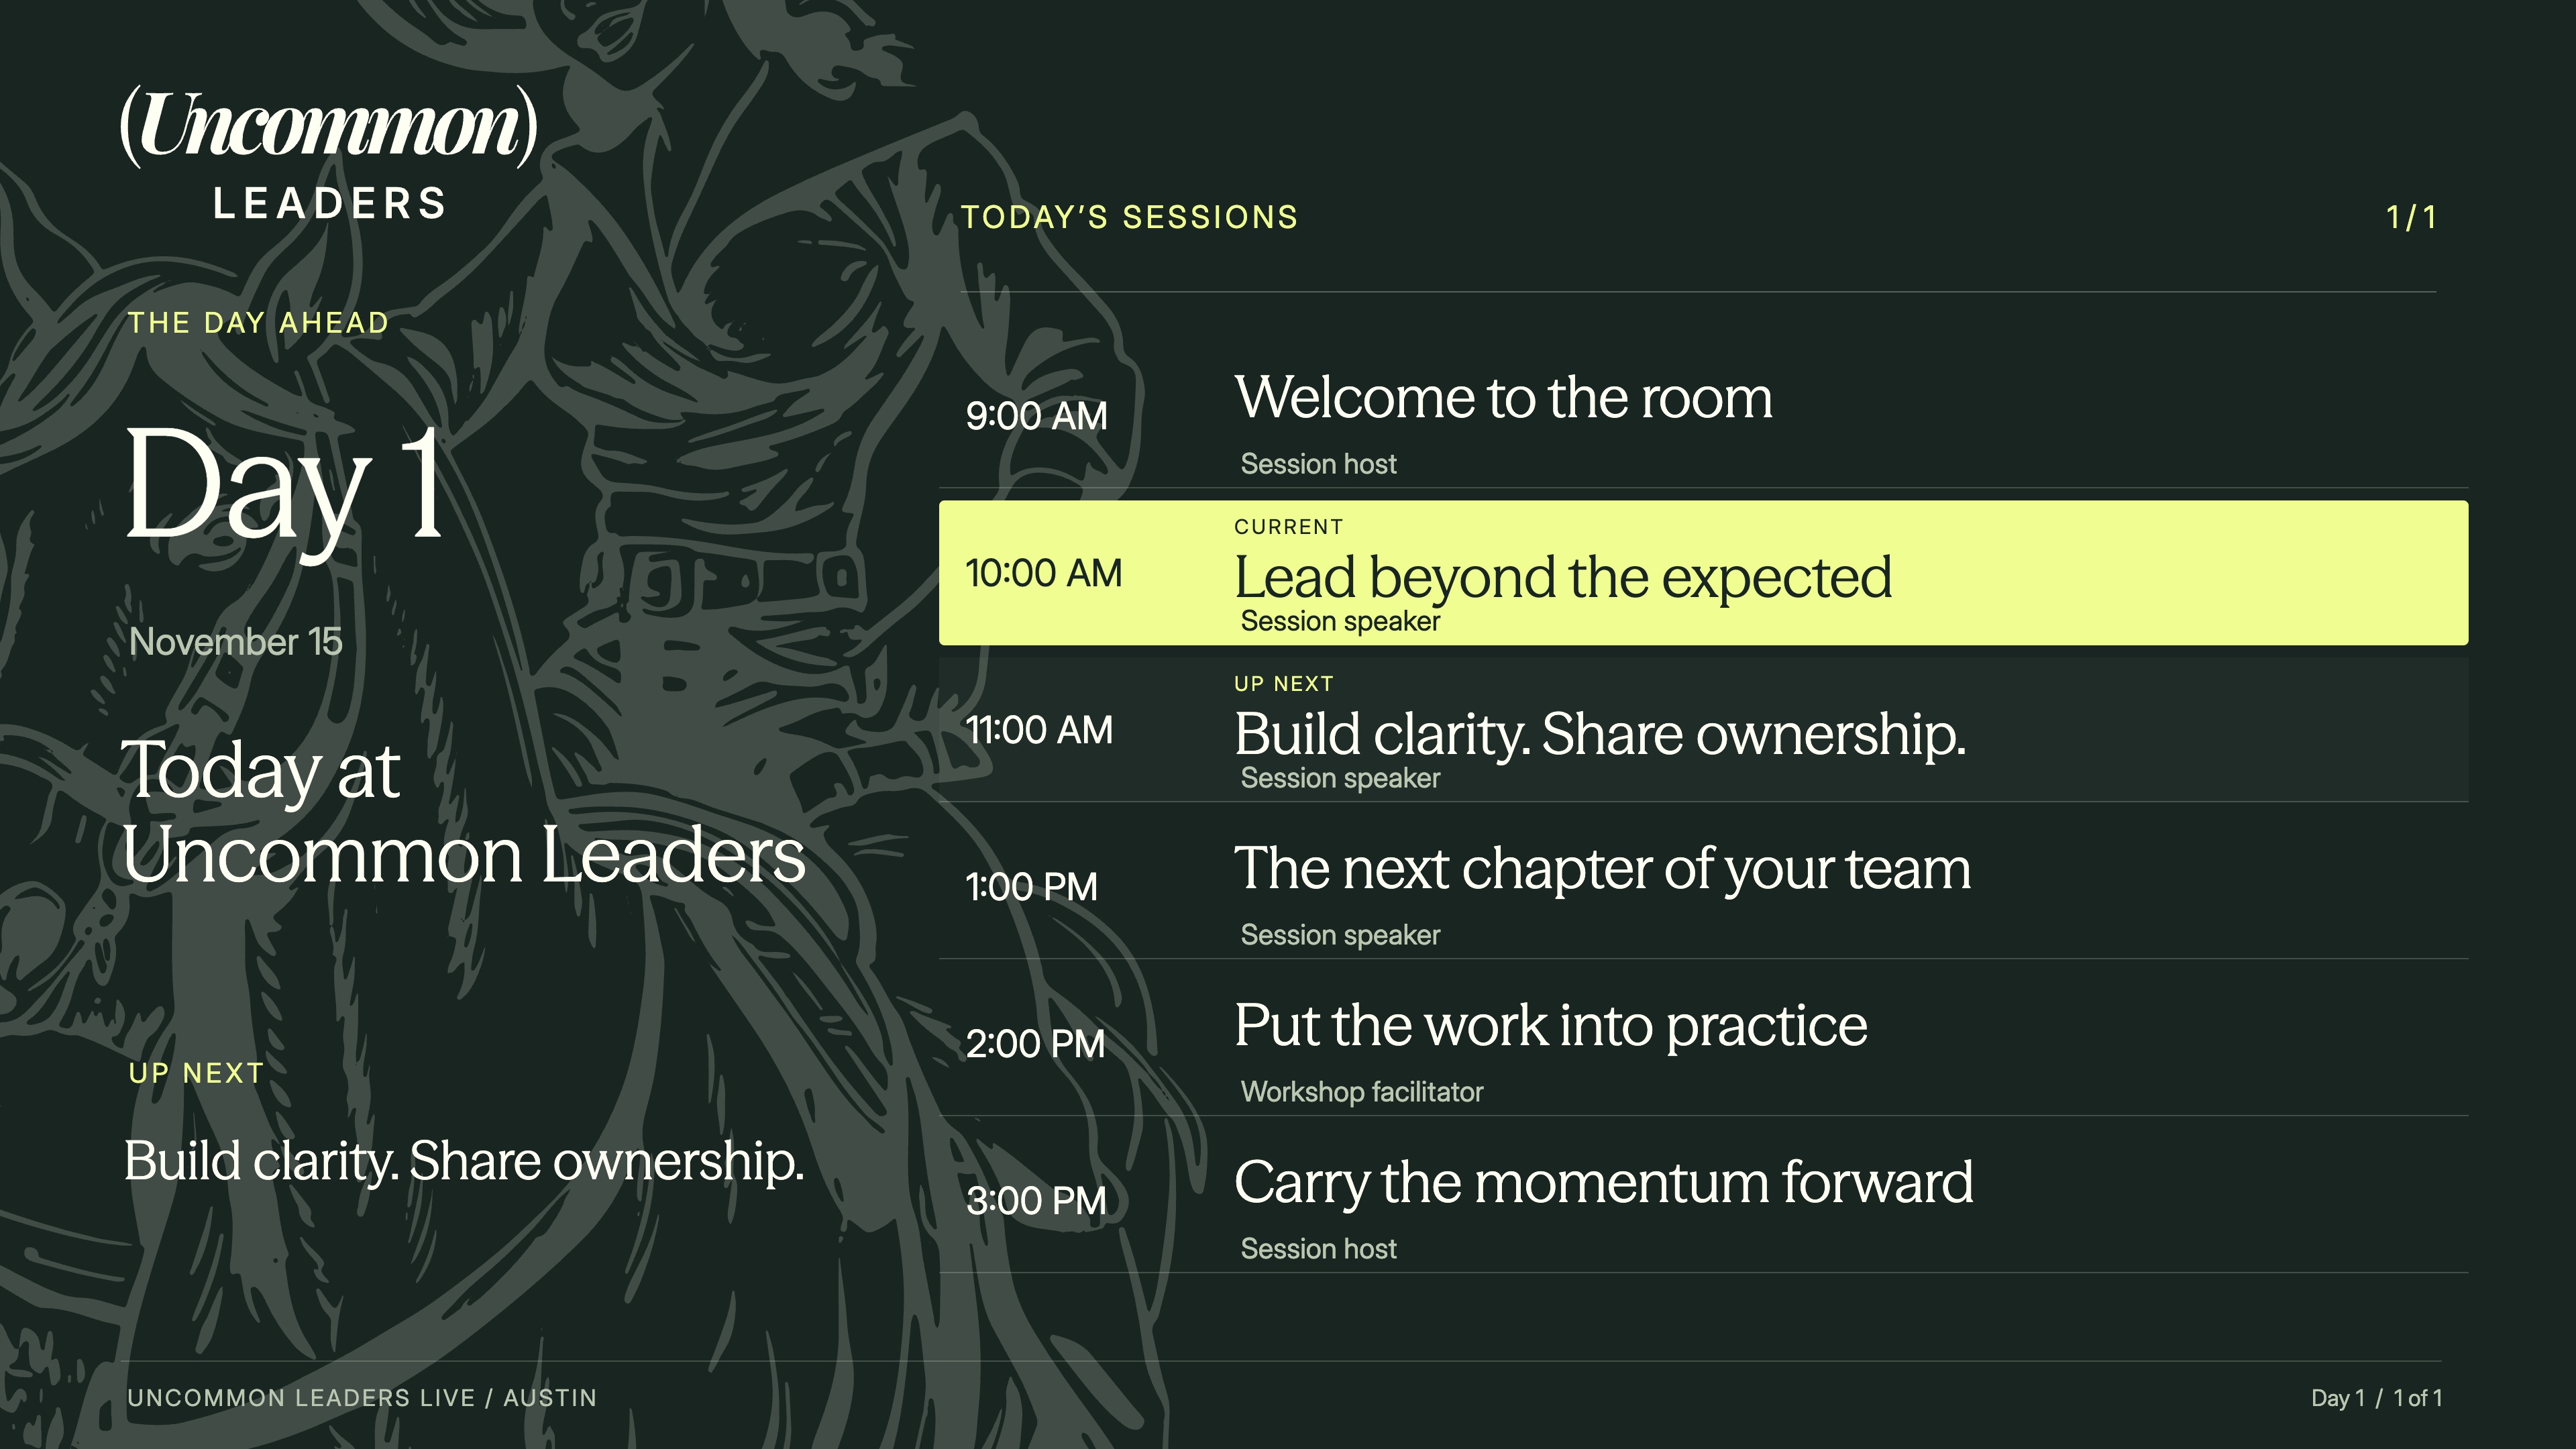 (Uncommon)
LEADERS
THE DAY AHEAD
Day 1
November 15
Today at
Uncommon Leaders
UP NEXT
Build clarity. Share ownership.
TODAY’S SESSIONS
1/1
9:00 AM
Welcome to the room
Session host
CURRENT
10:00 AM
Lead beyond the expected
Session speaker
UP NEXT
11:00 AM
Build clarity. Share ownership.
Session speaker
1:00 PM
The next chapter of your team
Session speaker
2:00 PM
Put the work into practice
Workshop facilitator
3:00 PM
Carry the momentum forward
Session host
UNCOMMON LEADERS LIVE / AUSTIN
Day 1 / 1 of 1